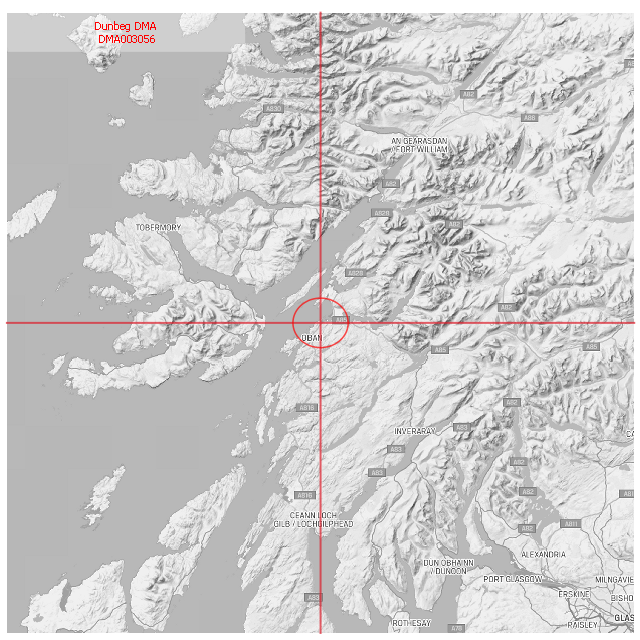 Dunbeg DMA
DMA003056
A82
A830
A86
AN GEARASDAN
/ FORT WILLIAM
A82
A828
A82
TOBERMORY
A828
A82
A85
OBAN
A85
A85
A82
A816
INVERARAY
A83
A83
A82
A83
A82
A816
CEANN LOCH
GILB / LOCHGILPHEAD
A82
A811
ALEXANDRIA
DUN OBHAINN
/ DUNOON
PORT GLASGOW
MILNGAVIE
ERSKINE
BISHO
A83
ROTHESAY
A78
PAISLEY
GLAS